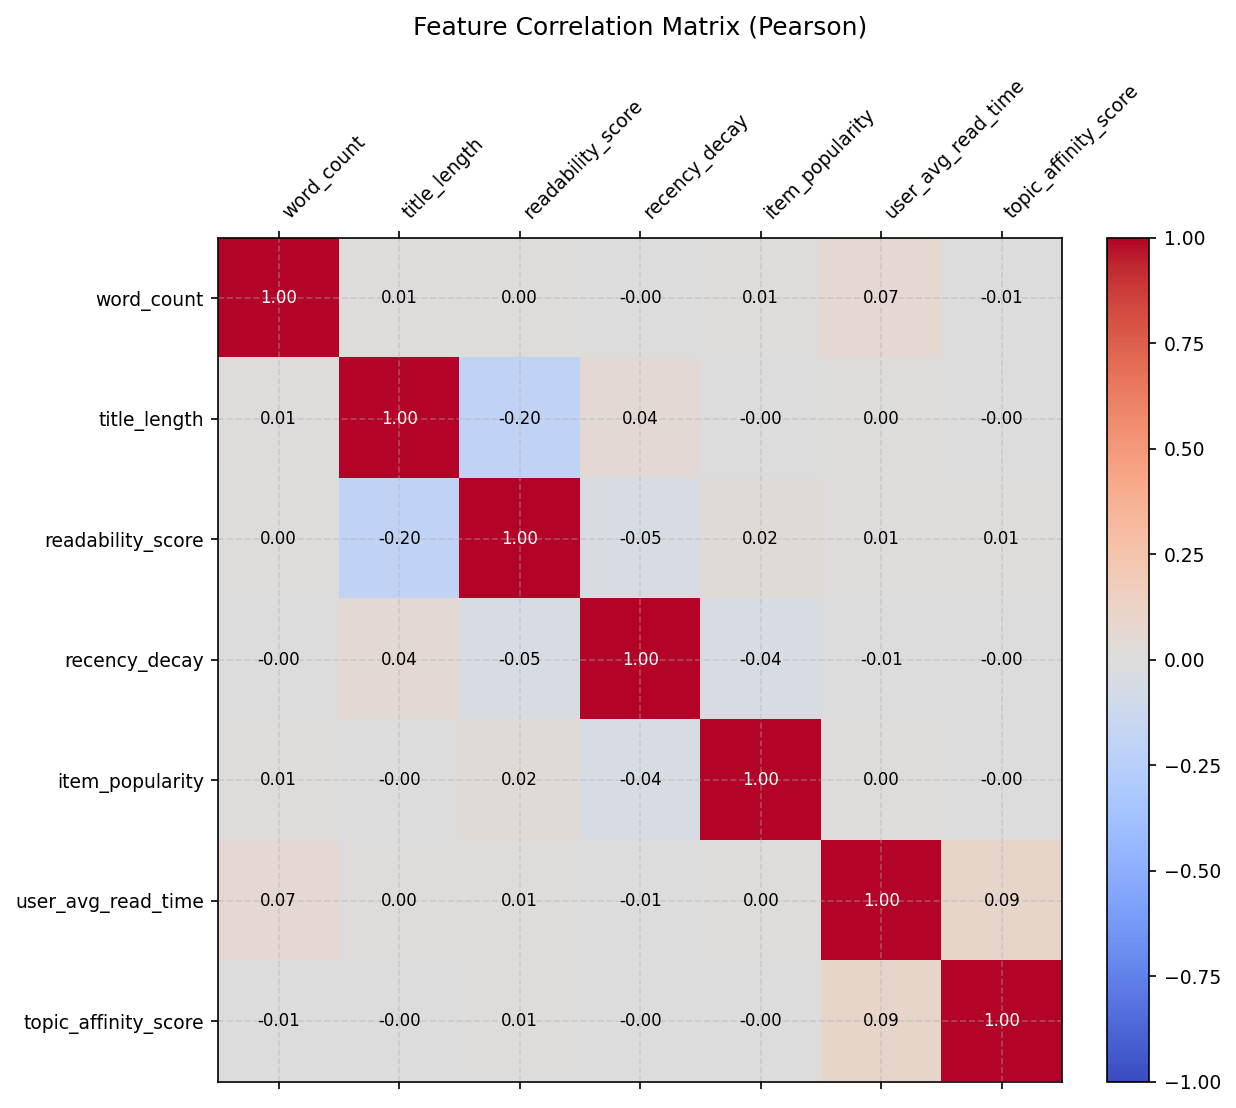 Feature Correlation Matrix (Pearson)
word_count title_length readability_score recency_decay item_popularity user_avg_read_time topic_affinity_score
word_count 1.00 0.01 0.00 -0.00 0.01 0.07 -0.01
title_length 0.01 1.00 -0.20 0.04 -0.00 0.00 -0.00
readability_score 0.00 -0.20 1.00 -0.05 0.02 0.01 0.01
recency_decay -0.00 0.04 -0.05 1.00 -0.04 -0.01 -0.00
item_popularity 0.01 -0.00 0.02 -0.04 1.00 0.00 -0.00
user_avg_read_time 0.07 0.00 0.01 -0.01 0.00 1.00 0.09
topic_affinity_score -0.01 -0.00 0.01 -0.00 -0.00 0.09 1.00
1.00
0.75
0.50
0.25
0.00
−0.25
−0.50
−0.75
−1.00